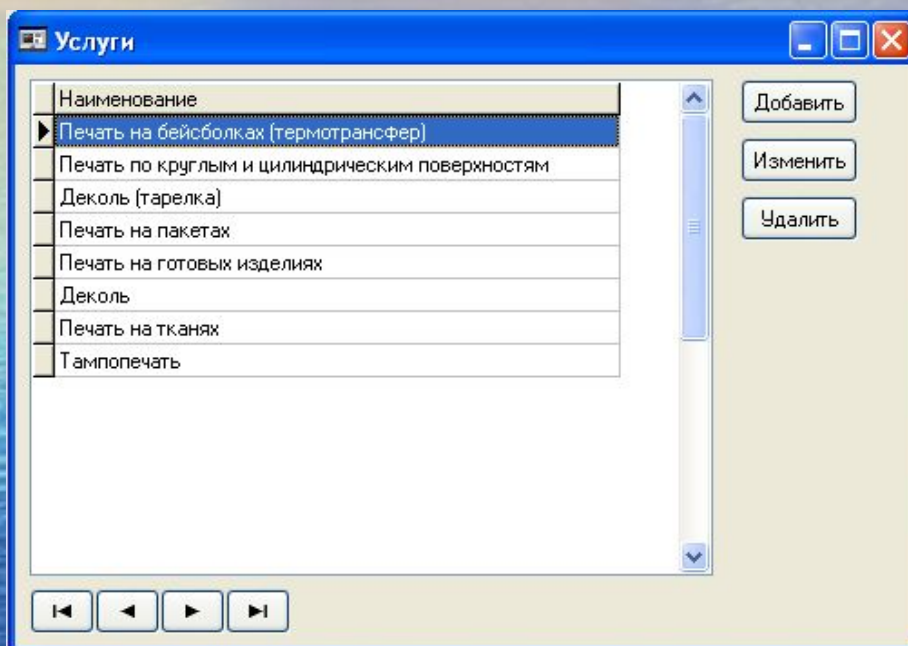 Услуги
Наименование
Печать на бейсболках (термотрансфер)
Печать по круглым и цилиндрическим поверхностям
Деколь (тарелка)
Печать на пакетах
Печать на готовых изделиях
Деколь
Печать на тканях
Тампопечать
Добавить
Изменить
Удалить